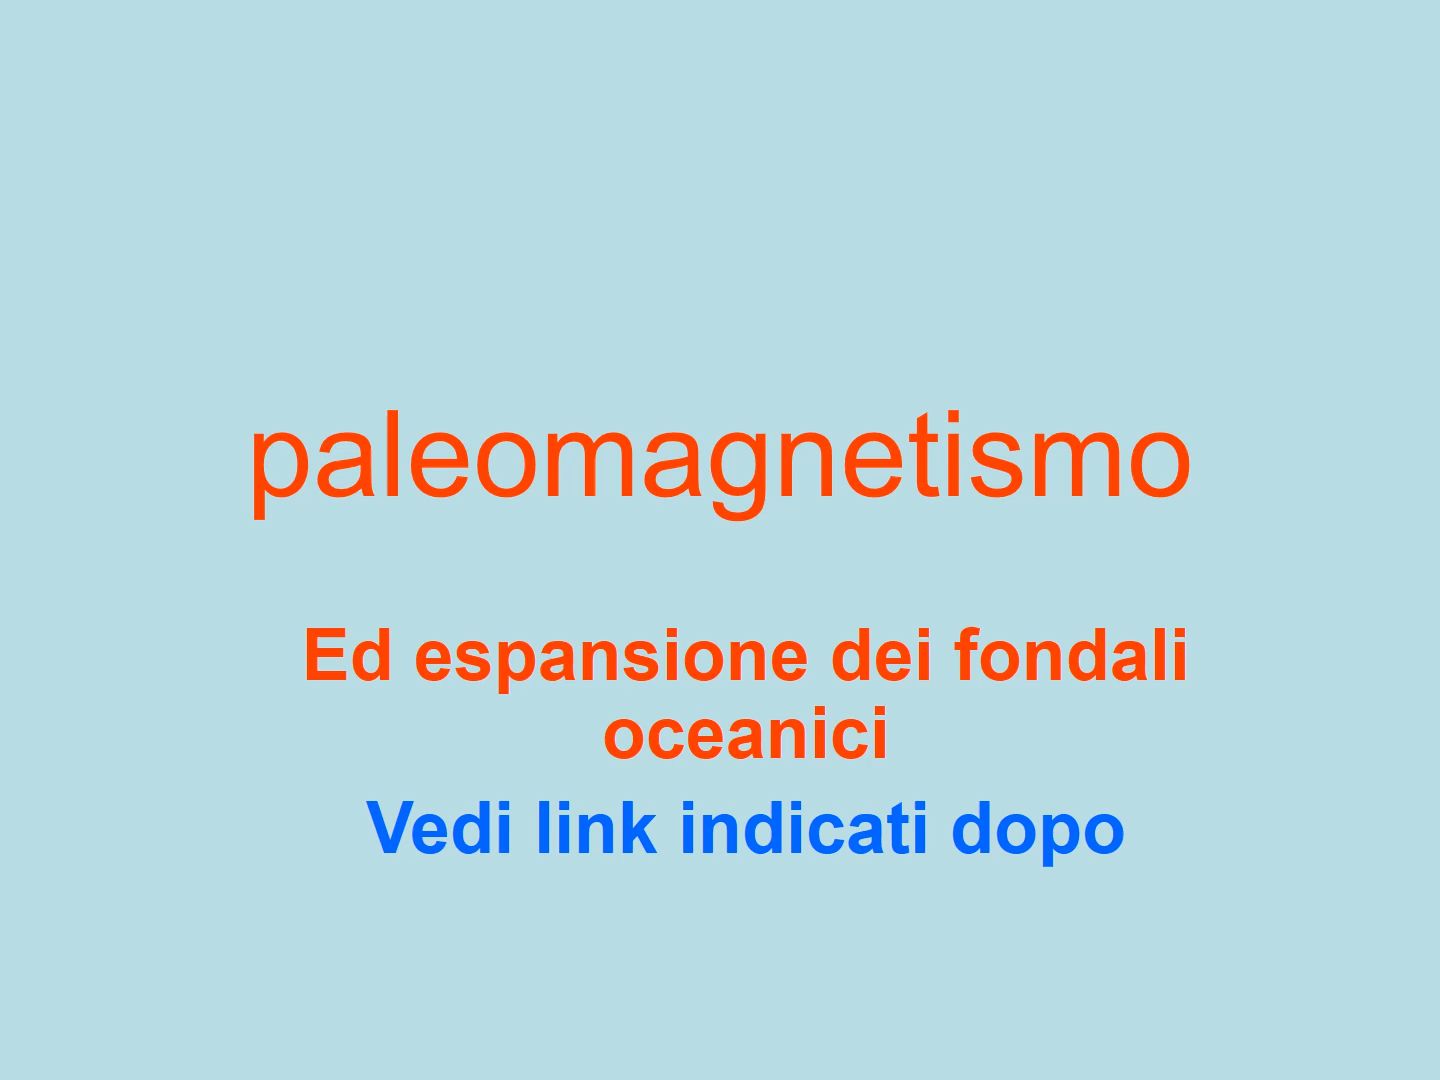 paleomagnetismo
Ed espansione dei fondali
oceanici
Vedi link indicati dopo